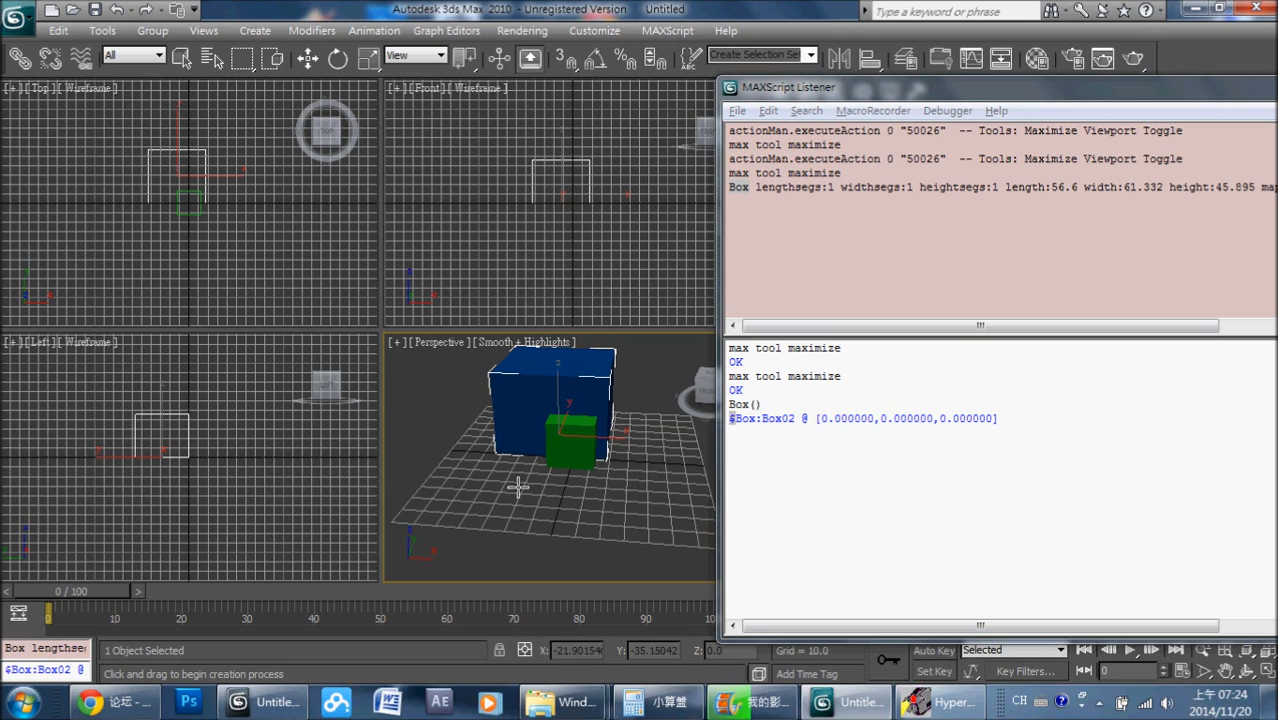 Autodesk 3ds Max 2010 - Unregistered Version Untitled
Type a keyword or phrase
Edit Tools Group Views Create Modifiers Animation Graph Editors Rendering Customize MAXScript Help
All
View
Create Selection Se
[+][Top][Wireframe]
TOP
[+][Front][Wireframe]
[+][Left][Wireframe]
LEFT
[+][Perspective][Smooth + Highlights]
MAXScript Listener
File Edit Search MacroRecorder Debugger Help
actionMan.executeAction 0 "50026" -- Tools: Maximize Viewport Toggle
max tool maximize
actionMan.executeAction 0 "50026" -- Tools: Maximize Viewport Toggle
max tool maximize
Box lengthsegs:1 widthsegs:1 heightsegs:1 length:56.6 width:61.332 height:45.895 map
max tool maximize
OK
max tool maximize
OK
Box()
$Box:Box02 @ [0.000000,0.000000,0.000000]
0 / 100
0 10 20 30 40 50 60 70 80 90
Box lengthse
$Box:Box02 @
1 Object Selected
X: -21.90154 Y: -35.15042 Z: 0.0
Grid = 10.0
Click and drag to begin creation process
Add Time Tag
Auto Key
Selected
Set Key
Key Filters...
0
论坛 - ...
Ps
Untitle...
AE
Wind...
小算盤
我的影...
Untitle...
Hyper...
CH
上午 07:24
2014/11/20